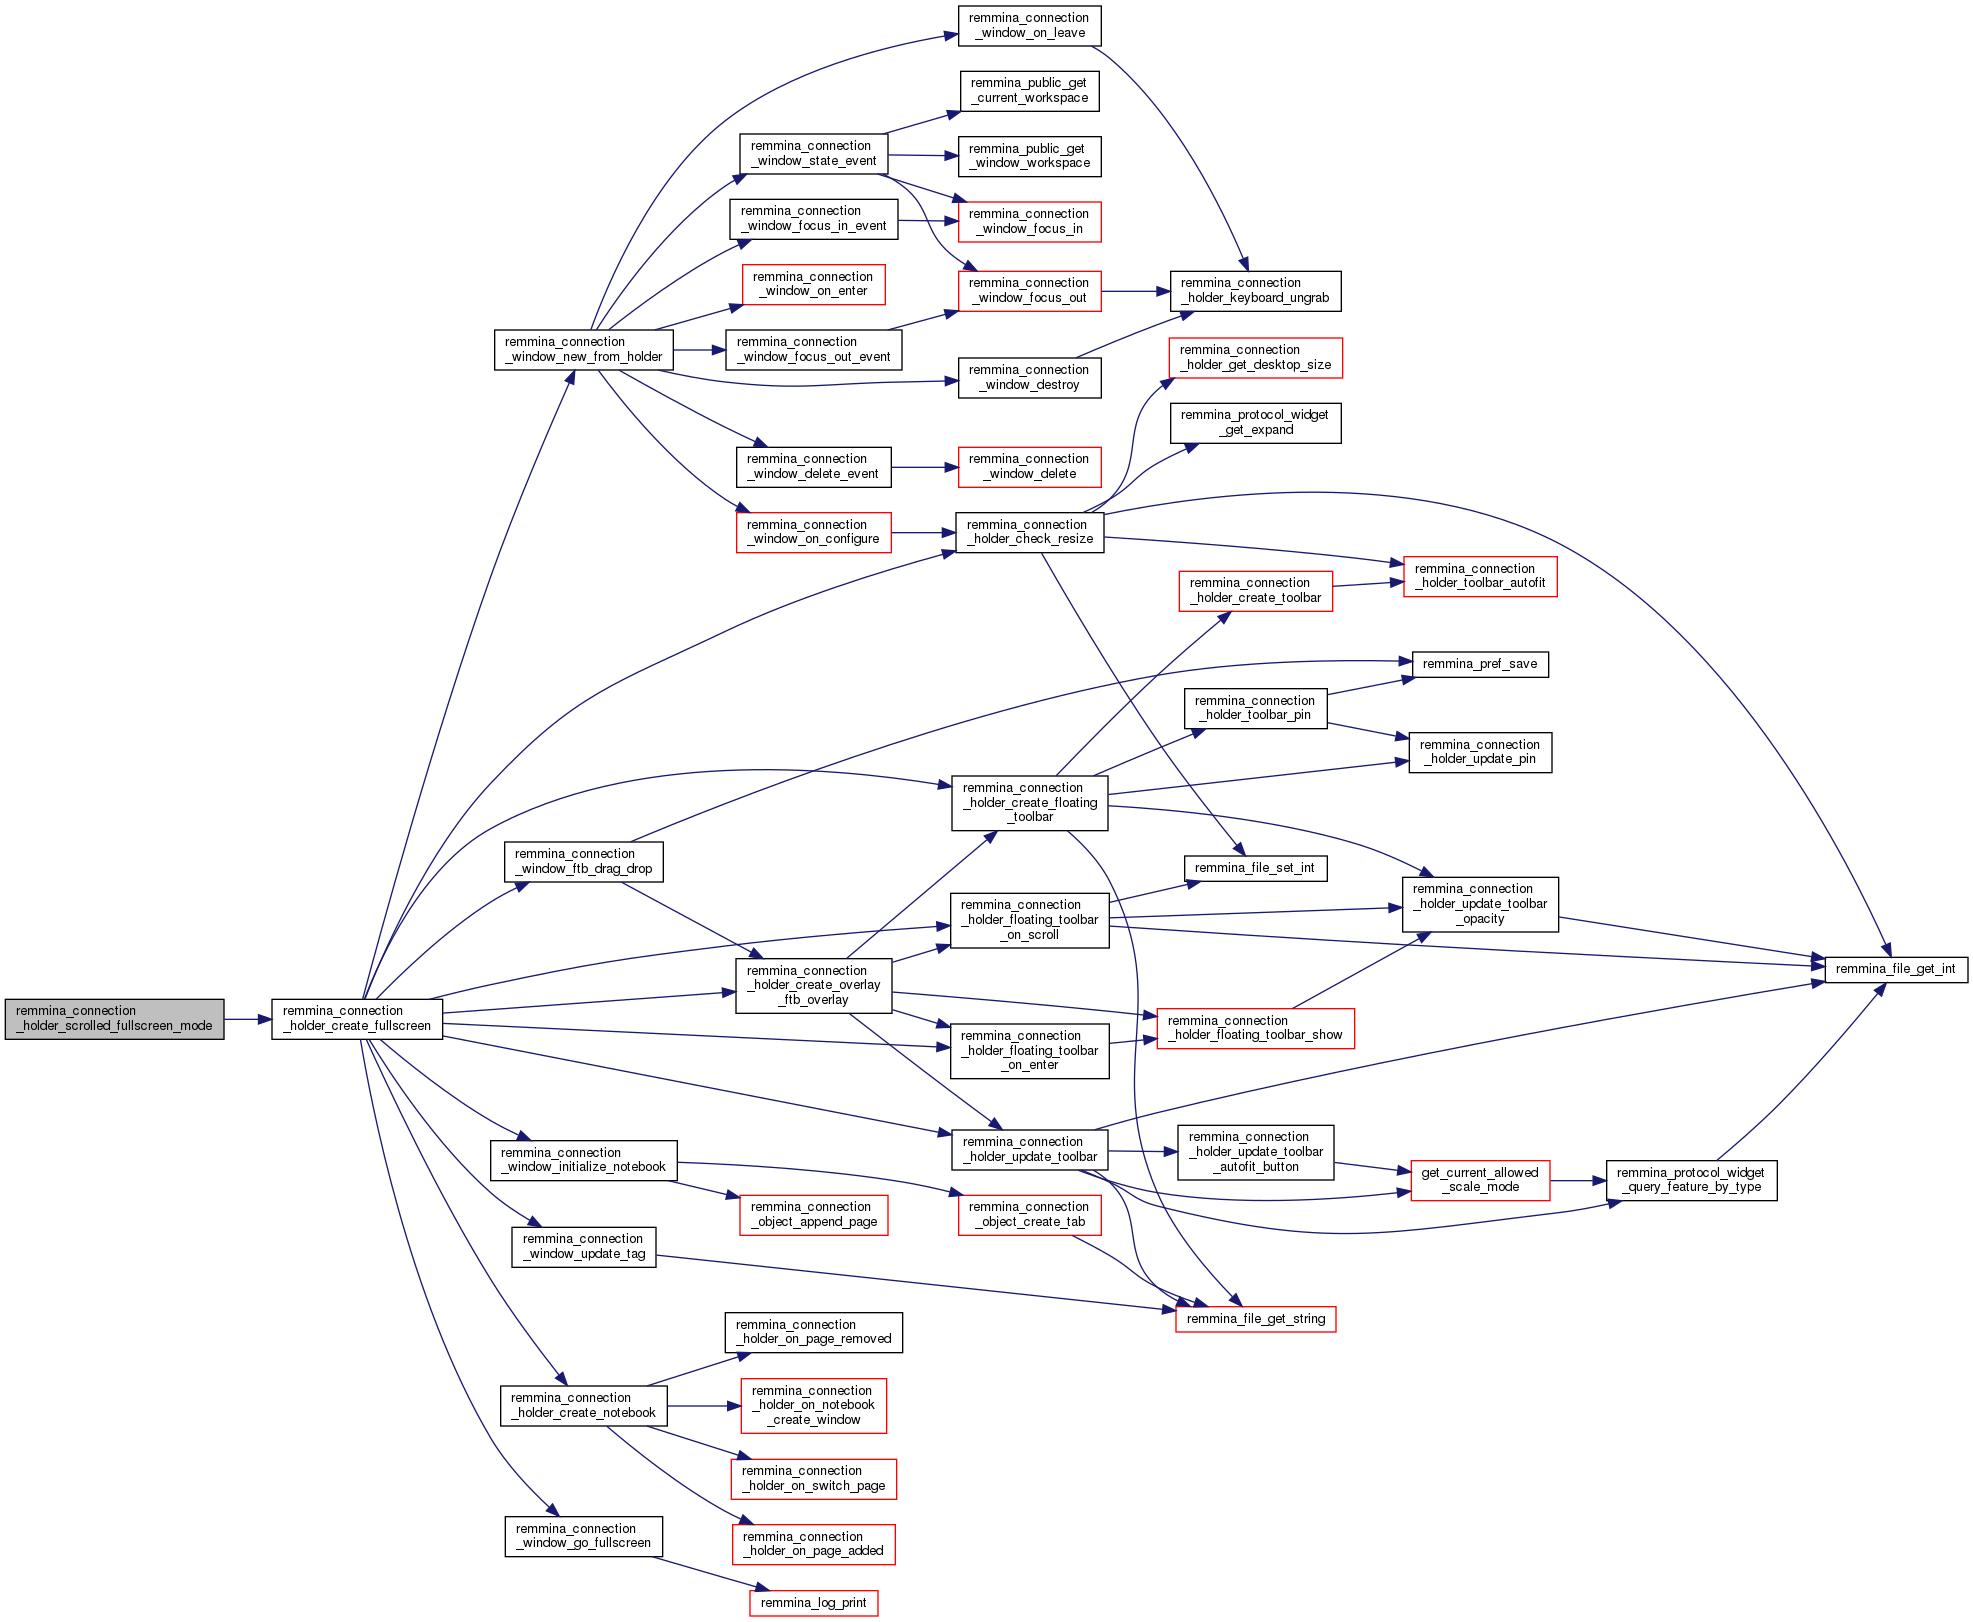 remmina_connection
_window_on_leave
remmina_public_get
_current_workspace
remmina_connection
_window_state_event
remmina_public_get
_window_workspace
remmina_connection
_window_focus_in_event
remmina_connection
_window_focus_in
remmina_connection
_window_on_enter
remmina_connection
_window_focus_out
remmina_connection
_holder_keyboard_ungrab
remmina_connection
_window_new_from_holder
remmina_connection
_window_focus_out_event
remmina_connection
_window_destroy
remmina_connection
_holder_get_desktop_size
remmina_protocol_widget
_get_expand
remmina_connection
_window_delete_event
remmina_connection
_window_delete
remmina_connection
_window_on_configure
remmina_connection
_holder_check_resize
remmina_connection
_holder_toolbar_autofit
remmina_connection
_holder_create_toolbar
remmina_pref_save
remmina_connection
_holder_toolbar_pin
remmina_connection
_holder_update_pin
remmina_connection
_holder_create_floating
_toolbar
remmina_connection
_window_ftb_drag_drop
remmina_file_set_int
remmina_connection
_holder_update_toolbar
_opacity
remmina_connection
_holder_floating_toolbar
_on_scroll
remmina_connection
_holder_create_overlay
_ftb_overlay
remmina_file_get_int
remmina_connection
_holder_scrolled_fullscreen_mode
remmina_connection
_holder_create_fullscreen
remmina_connection
_holder_floating_toolbar_show
remmina_connection
_holder_floating_toolbar
_on_enter
remmina_connection
_holder_update_toolbar
remmina_connection
_holder_update_toolbar
_autofit_button
get_current_allowed
_scale_mode
remmina_protocol_widget
_query_feature_by_type
remmina_connection
_window_initialize_notebook
remmina_connection
_object_append_page
remmina_connection
_object_create_tab
remmina_connection
_window_update_tag
remmina_file_get_string
remmina_connection
_holder_on_page_removed
remmina_connection
_holder_create_notebook
remmina_connection
_holder_on_notebook
_create_window
remmina_connection
_holder_on_switch_page
remmina_connection
_window_go_fullscreen
remmina_connection
_holder_on_page_added
remmina_log_print